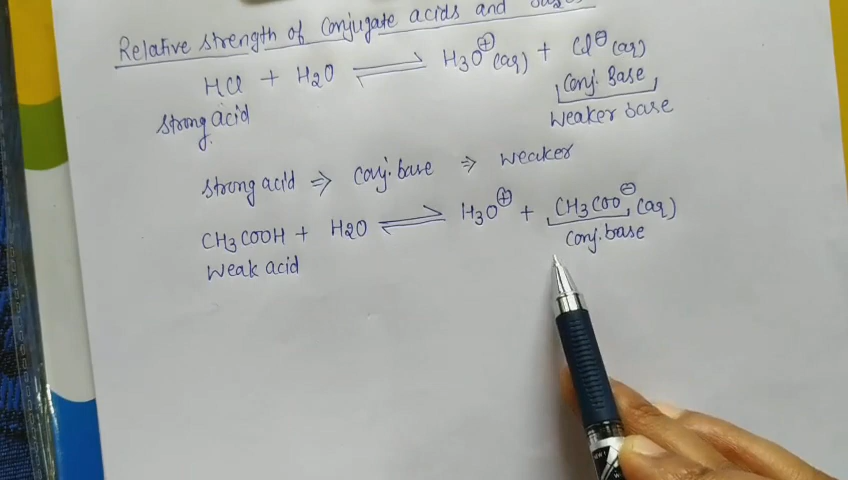 Relative strength of conjugate acids and bases
HCl + H2O ⇌ H3O⊕(aq) + Cl⊖(aq)
Strong acid
Conj. Base
Weaker base
Strong acid ⇒ Conj. base ⇒ weaker
CH3COOH + H2O ⇌ H3O⊕ + CH3COO⊖(aq)
Weak acid
Conj. base